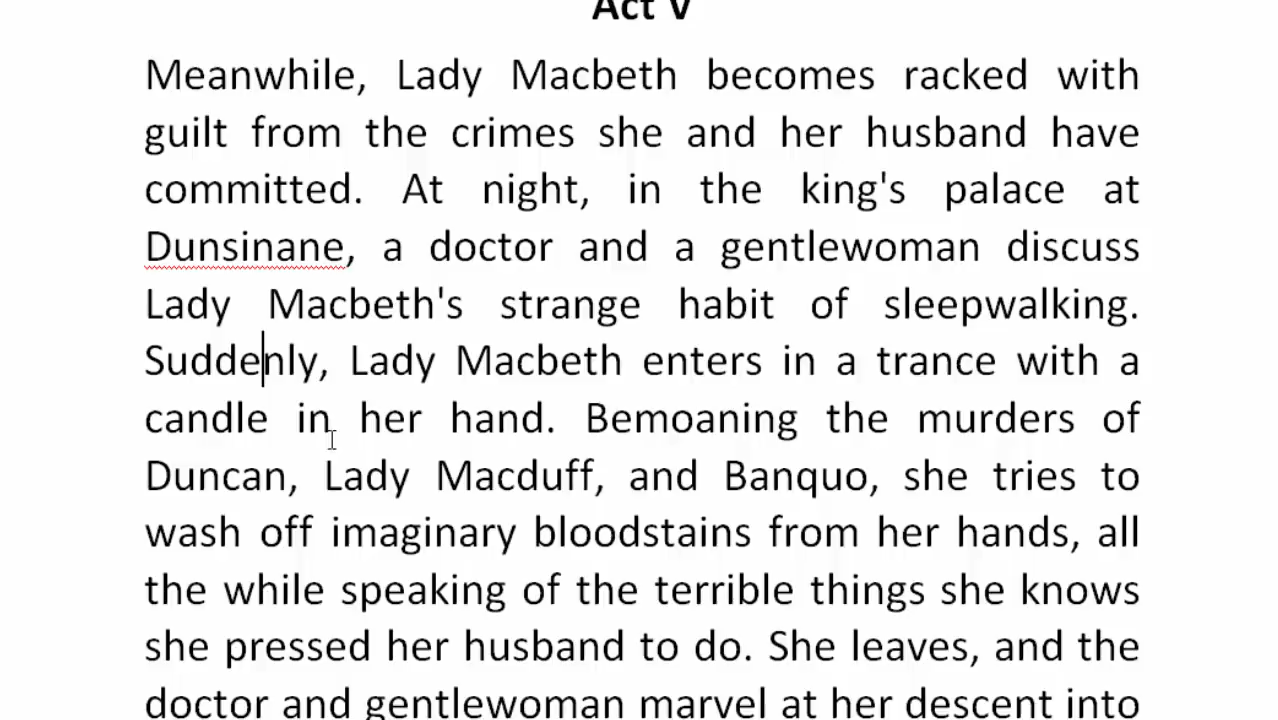 Act V
Meanwhile, Lady Macbeth becomes racked with
guilt from the crimes she and her husband have
committed. At night, in the king's palace at
Dunsinane, a doctor and a gentlewoman discuss
Lady Macbeth's strange habit of sleepwalking.
Suddenly, Lady Macbeth enters in a trance with a
candle in her hand. Bemoaning the murders of
Duncan, Lady Macduff, and Banquo, she tries to
wash off imaginary bloodstains from her hands, all
the while speaking of the terrible things she knows
she pressed her husband to do. She leaves, and the
doctor and gentlewoman marvel at her descent into